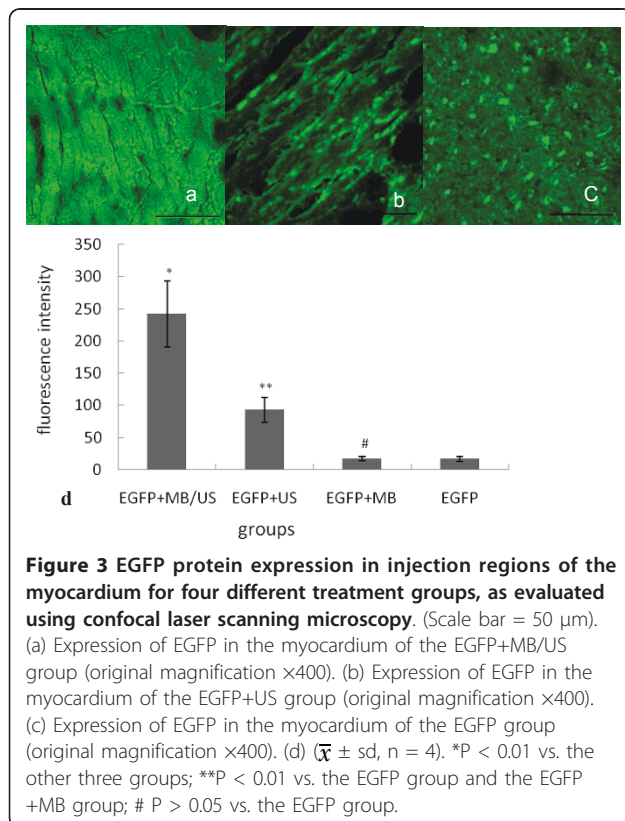 a
b
C
350
300
250
200
150
100
50
0
fluorescence intensity
*
**
#
d
EGFP+MB/US EGFP+US EGFP+MB EGFP
groups
Figure 3 EGFP protein expression in injection regions of the
myocardium for four different treatment groups, as evaluated
using confocal laser scanning microscopy. (Scale bar = 50 μm).
(a) Expression of EGFP in the myocardium of the EGFP+MB/US
group (original magnification ×400). (b) Expression of EGFP in the
myocardium of the EGFP+US group (original magnification ×400).
(c) Expression of EGFP in the myocardium of the EGFP group
(original magnification ×400). (d) (x̄ ± sd, n = 4). *P < 0.01 vs. the
other three groups; **P < 0.01 vs. the EGFP group and the EGFP
+MB group; # P > 0.05 vs. the EGFP group.